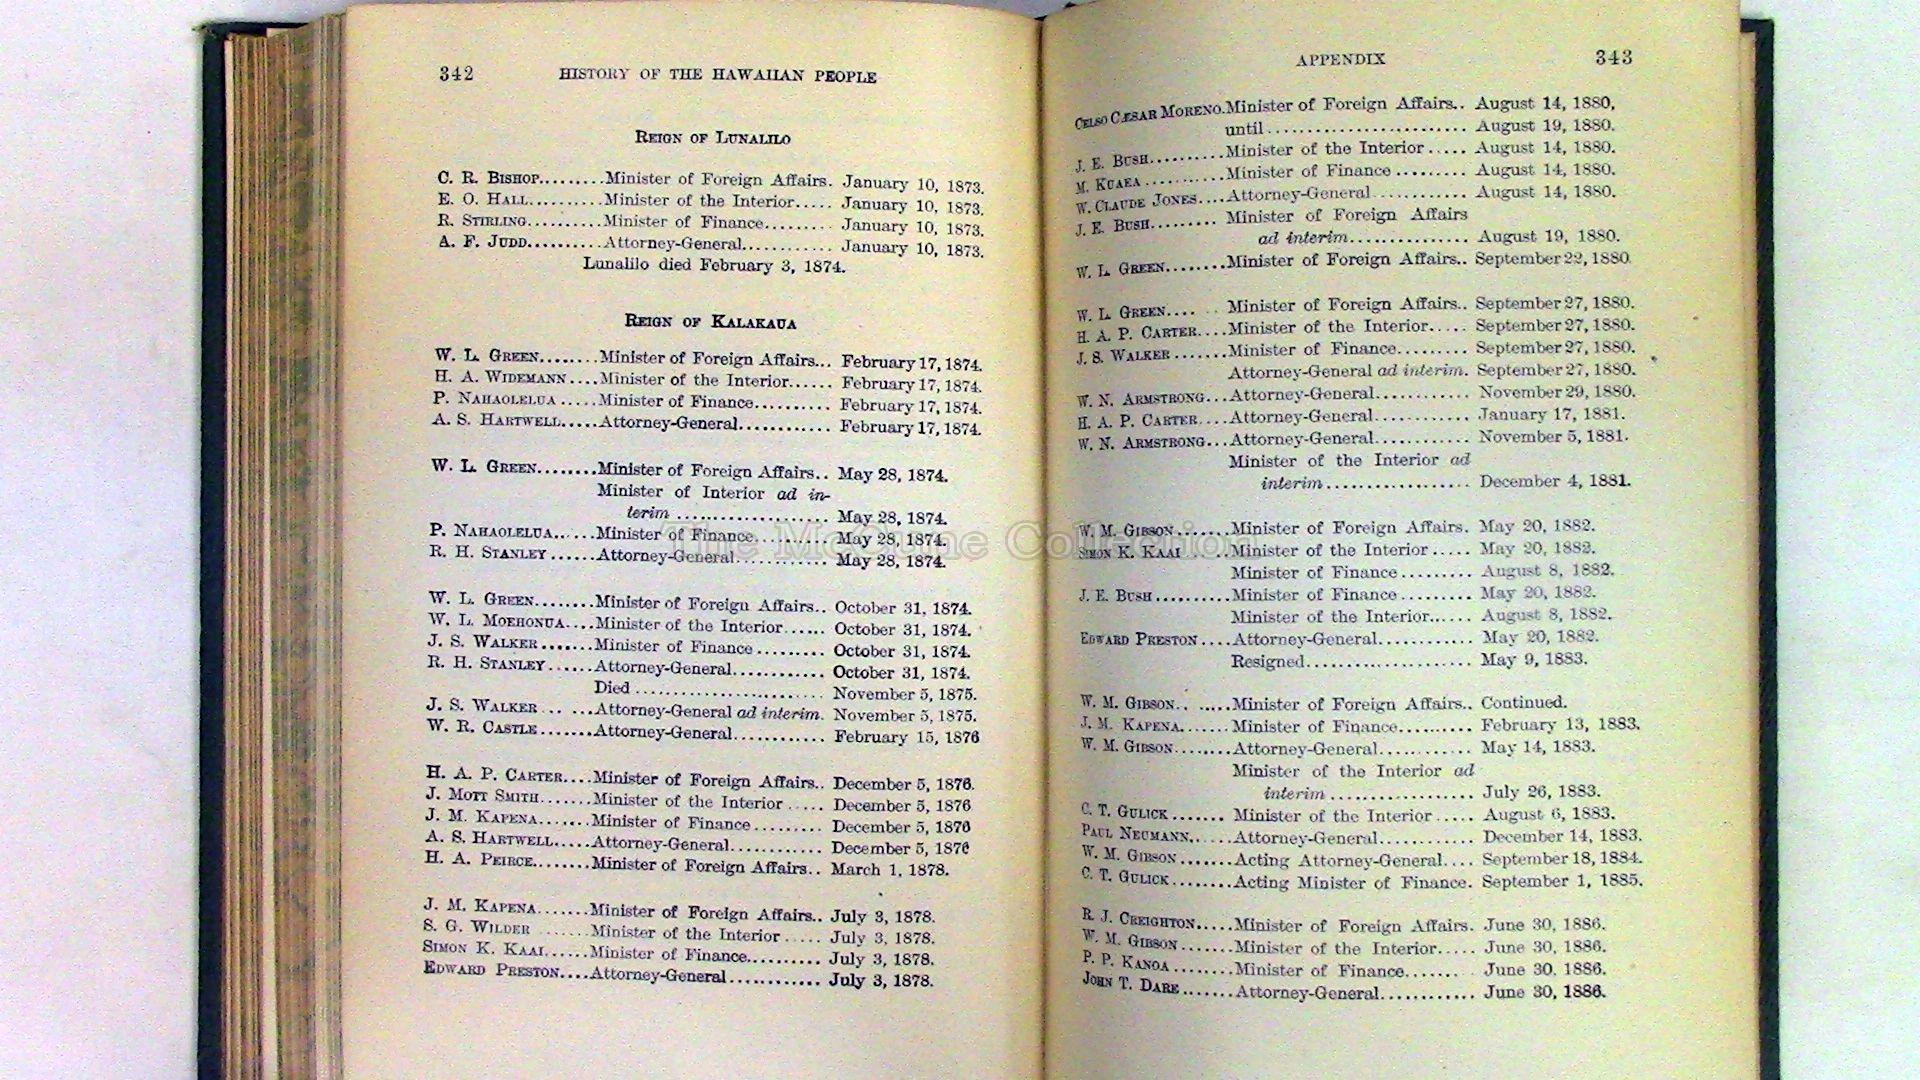 342 HISTORY OF THE HAWAIIAN PEOPLE
REIGN OF LUNALILO
C. R. BISHOP.........Minister of Foreign Affairs. January 10, 1873.
E. O. HALL..........Minister of the Interior..... January 10, 1873.
R. STIRLING..........Minister of Finance......... January 10, 1873.
A. F. JUDD..........Attorney-General............ January 10, 1873.
Lunalilo died February 3, 1874.
REIGN OF KALAKAUA
W. L. GREEN........Minister of Foreign Affairs... February 17, 1874.
H. A. WIDEMANN....Minister of the Interior...... February 17, 1874.
P. NAHAOLELUA.....Minister of Finance.......... February 17, 1874.
A. S. HARTWELL.....Attorney-General............ February 17, 1874.
W. L. GREEN........Minister of Foreign Affairs.. May 28, 1874.
Minister of Interior ad in-
terim .................... May 28, 1874.
P. NAHAOLELUA......Minister of Finance.......... May 28, 1874.
R. H. STANLEY......Attorney-General............ May 28, 1874.
W. L. GREEN........Minister of Foreign Affairs.. October 31, 1874.
W. L. MOEHONUA....Minister of the Interior...... October 31, 1874.
J. S. WALKER.......Minister of Finance......... October 31, 1874.
R. H. STANLEY......Attorney-General............ October 31, 1874.
Died ........................ November 5, 1875.
J. S. WALKER... ...Attorney-General ad interim. November 5, 1875.
W. R. CASTLE.......Attorney-General............ February 15, 1876
H. A. P. CARTER....Minister of Foreign Affairs.. December 5, 1876.
J. MOTT SMITH.......Minister of the Interior ..... December 5, 1876
J. M. KAPENA.......Minister of Finance ......... December 5, 1876
A. S. HARTWELL.....Attorney-General............ December 5, 1876
H. A. PEIRCE........Minister of Foreign Affairs.. March 1, 1878.
J. M. KAPENA.......Minister of Foreign Affairs.. July 3, 1878.
S. G. WILDER .......Minister of the Interior ..... July 3, 1878.
SIMON K. KAAI......Minister of Finance.......... July 3, 1878.
EDWARD PRESTON....Attorney-General............ July 3, 1878.
APPENDIX 343
CELSO CÆSAR MORENO.Minister of Foreign Affairs.. August 14, 1880,
until......................... August 19, 1880.
J. E. BUSH..........Minister of the Interior..... August 14, 1880.
M. KUAEA ..........Minister of Finance ......... August 14, 1880.
W. CLAUDE JONES....Attorney-General............ August 14, 1880.
J. E. BUSH......... Minister of Foreign Affairs
ad interim............... August 19, 1880.
W. L. GREEN........Minister of Foreign Affairs.. September 22, 1880.
W. L. GREEN.... .. Minister of Foreign Affairs.. September 27, 1880.
H. A. P. CARTER....Minister of the Interior..... September 27, 1880.
J. S. WALKER.......Minister of Finance......... September 27, 1880.
Attorney-General ad interim. September 27, 1880.
W. N. ARMSTRONG...Attorney-General............ November 29, 1880.
H. A. P. CARTER....Attorney-General............ January 17, 1881.
W. N. ARMSTRONG...Attorney-General............ November 5, 1881.
Minister of the Interior ad
interim.................. December 4, 1881.
W. M. GIBSON.......Minister of Foreign Affairs. May 20, 1882.
SIMON K. KAAI ......Minister of the Interior..... May 20, 1882.
Minister of Finance ......... August 8, 1882.
J. E. BUSH..........Minister of Finance ......... May 20, 1882.
Minister of the Interior...... August 8, 1882.
EDWARD PRESTON....Attorney-General............ May 20, 1882.
Resigned..................... May 9, 1883.
W. M. GIBSON.. .....Minister of Foreign Affairs.. Continued.
J. M. KAPENA.......Minister of Finance......... February 13, 1883.
W. M. GIBSON........Attorney-General............ May 14, 1883.
Minister of the Interior ad
interim .................. July 26, 1883.
C. T. GULICK....... Minister of the Interior..... August 6, 1883.
PAUL NEUMANN......Attorney-General............ December 14, 1883.
W. M. GIBSON.......Acting Attorney-General.... September 18, 1884.
C. T. GULICK........Acting Minister of Finance. September 1, 1885.
R. J. CREIGHTON.....Minister of Foreign Affairs. June 30, 1886.
W. M. GIBSON.......Minister of the Interior..... June 30, 1886.
P. P. KANOA........Minister of Finance....... June 30, 1886.
JOHN T. DARE.......Attorney-General............ June 30, 1886.
The McCune Collection